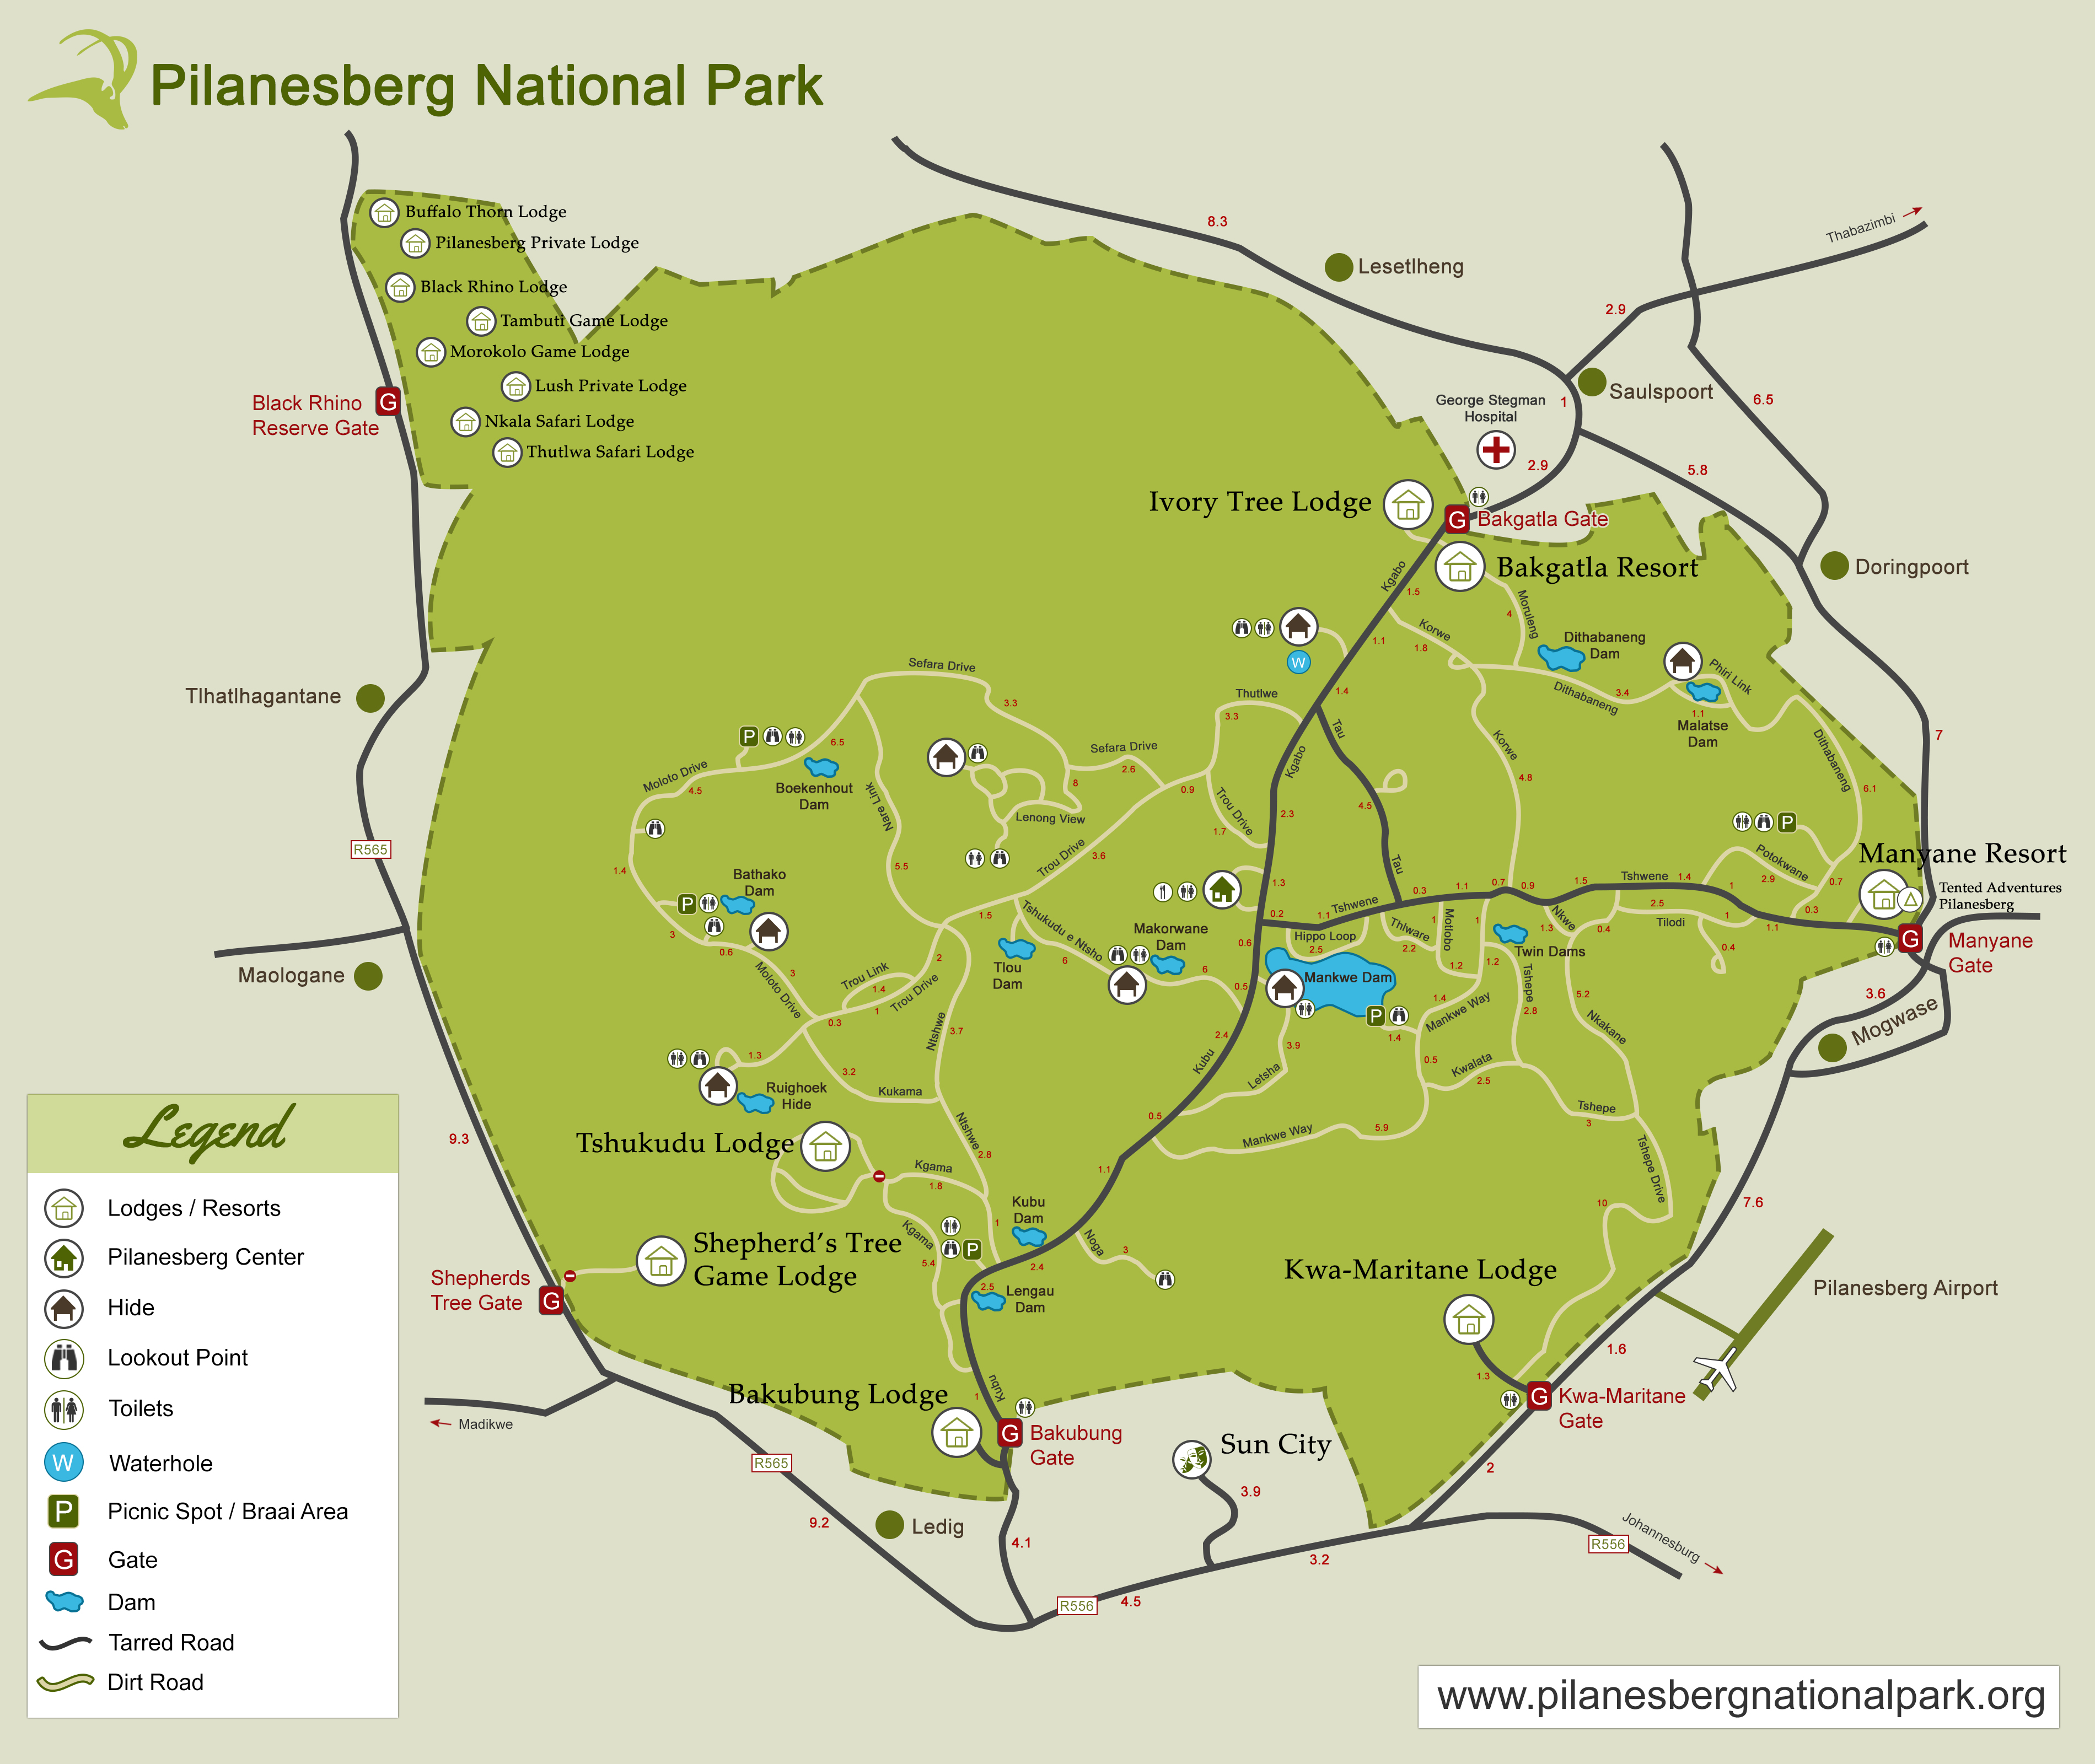 Pilanesberg National Park
Buffalo Thorn Lodge
Pilanesberg Private Lodge
Black Rhino Lodge
Tambuti Game Lodge
Morokolo Game Lodge
Lush Private Lodge
Nkala Safari Lodge
Thutlwa Safari Lodge
Black Rhino
Reserve Gate
G
8.3
Lesetlheng
Thabazimbi
2.9
Saulspoort
1
6.5
George Stegman
Hospital
2.9
5.8
Ivory Tree Lodge
G
Bakgatla Gate
Bakgatla Resort
Doringpoort
Kgabo
1.5
4
Moruleng
Korwe
1.8
1.1
Dithabaneng
Dam
Phiri Link
W
Dithabaneng
3.4
1.1
Malatse
Dam
7
Tlhatlhagantane
Sefara Drive
3.3
Thutlwe
3.3
1.4
Tau
Kgabo
Korwe
4.8
Dithabaneng
6.1
P
6.5
Moloto Drive
4.5
Boekenhout
Dam
Nare Link
Sefara Drive
2.6
8
0.9
Lenong View
Trou Drive
1.7
2.3
4.5
P
R565
1.4
5.5
Trou Drive
3.6
Tau
Potokwane
2.9
0.7
Manyane Resort
Tented Adventures
Pilanesberg
Bathako
Dam
P
1.3
0.2
1.1
Tshwene
0.3
1.1
0.7
0.9
1.5
Tshwene
1.4
1
0.3
3
0.6
1.5
Tshukudu e Ntsho
6
Makorwane
Dam
6
0.6
Hippo Loop
2.5
Thlware
2.2
1
Motlobo
1
1.2
1.2
Nkwe
1.3
0.4
2.5
Tilodi
1
1.1
0.4
G
Manyane
Gate
Maologane
Moloto Drive
3
Trou Link
1.4
1
Trou Drive
0.3
2
Tlou
Dam
0.5
Mankwe Dam
P
1.4
1.4
Mankwe Way
Twin Dams
Tshepe
2.8
5.2
Nkakane
3.6
Mogwase
1.3
Ntshwe
3.7
3.2
Kukama
Ruighoek
Hide
2.4
Kubu
3.9
Letsha
0.5
0.5
Kwalata
2.5
Tshepe
3
Mankwe Way
5.9
Tshepe Drive
10
7.6
9.3
Tshukudu Lodge
Ntshwe
2.8
Kgama
1.8
1.1
Kgama
5.4
1
P
Kubu
Dam
2.4
Noga
3
2.5
Lengau
Dam
Shepherd's Tree
Game Lodge
Shepherds
Tree Gate
G
Kwa-Maritane Lodge
Pilanesberg Airport
1.6
1.3
G
Kwa-Maritane
Gate
Madikwe
Bakubung Lodge
1
Kubu
G
Bakubung
Gate
Sun City
3.9
2
R565
9.2
Ledig
4.1
3.2
R556
4.5
R556
Johannesburg
Legend
Lodges / Resorts
Pilanesberg Center
Hide
Lookout Point
Toilets
W
Waterhole
P
Picnic Spot / Braai Area
G
Gate
Dam
Tarred Road
Dirt Road
www.pilanesbergnationalpark.org